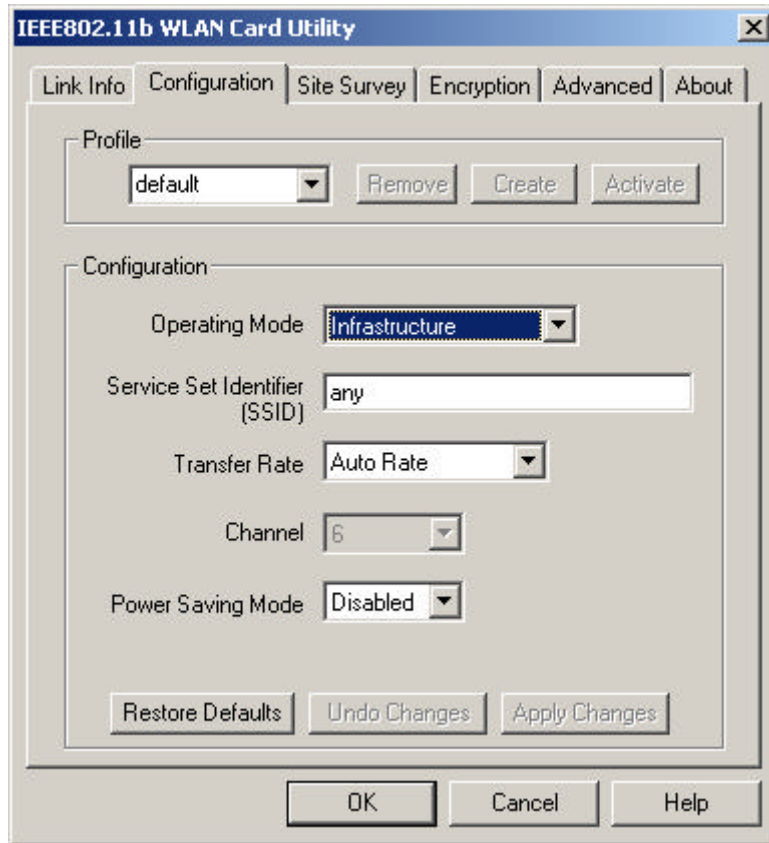 IEEE802.11b WLAN Card Utility
Link Info Configuration Site Survey Encryption Advanced About
Profile
default Remove Create Activate
Configuration
Operating Mode Infrastructure
Service Set Identifier
(SSID) any
Transfer Rate Auto Rate
Channel 6
Power Saving Mode Disabled
Restore Defaults Undo Changes Apply Changes
OK Cancel Help